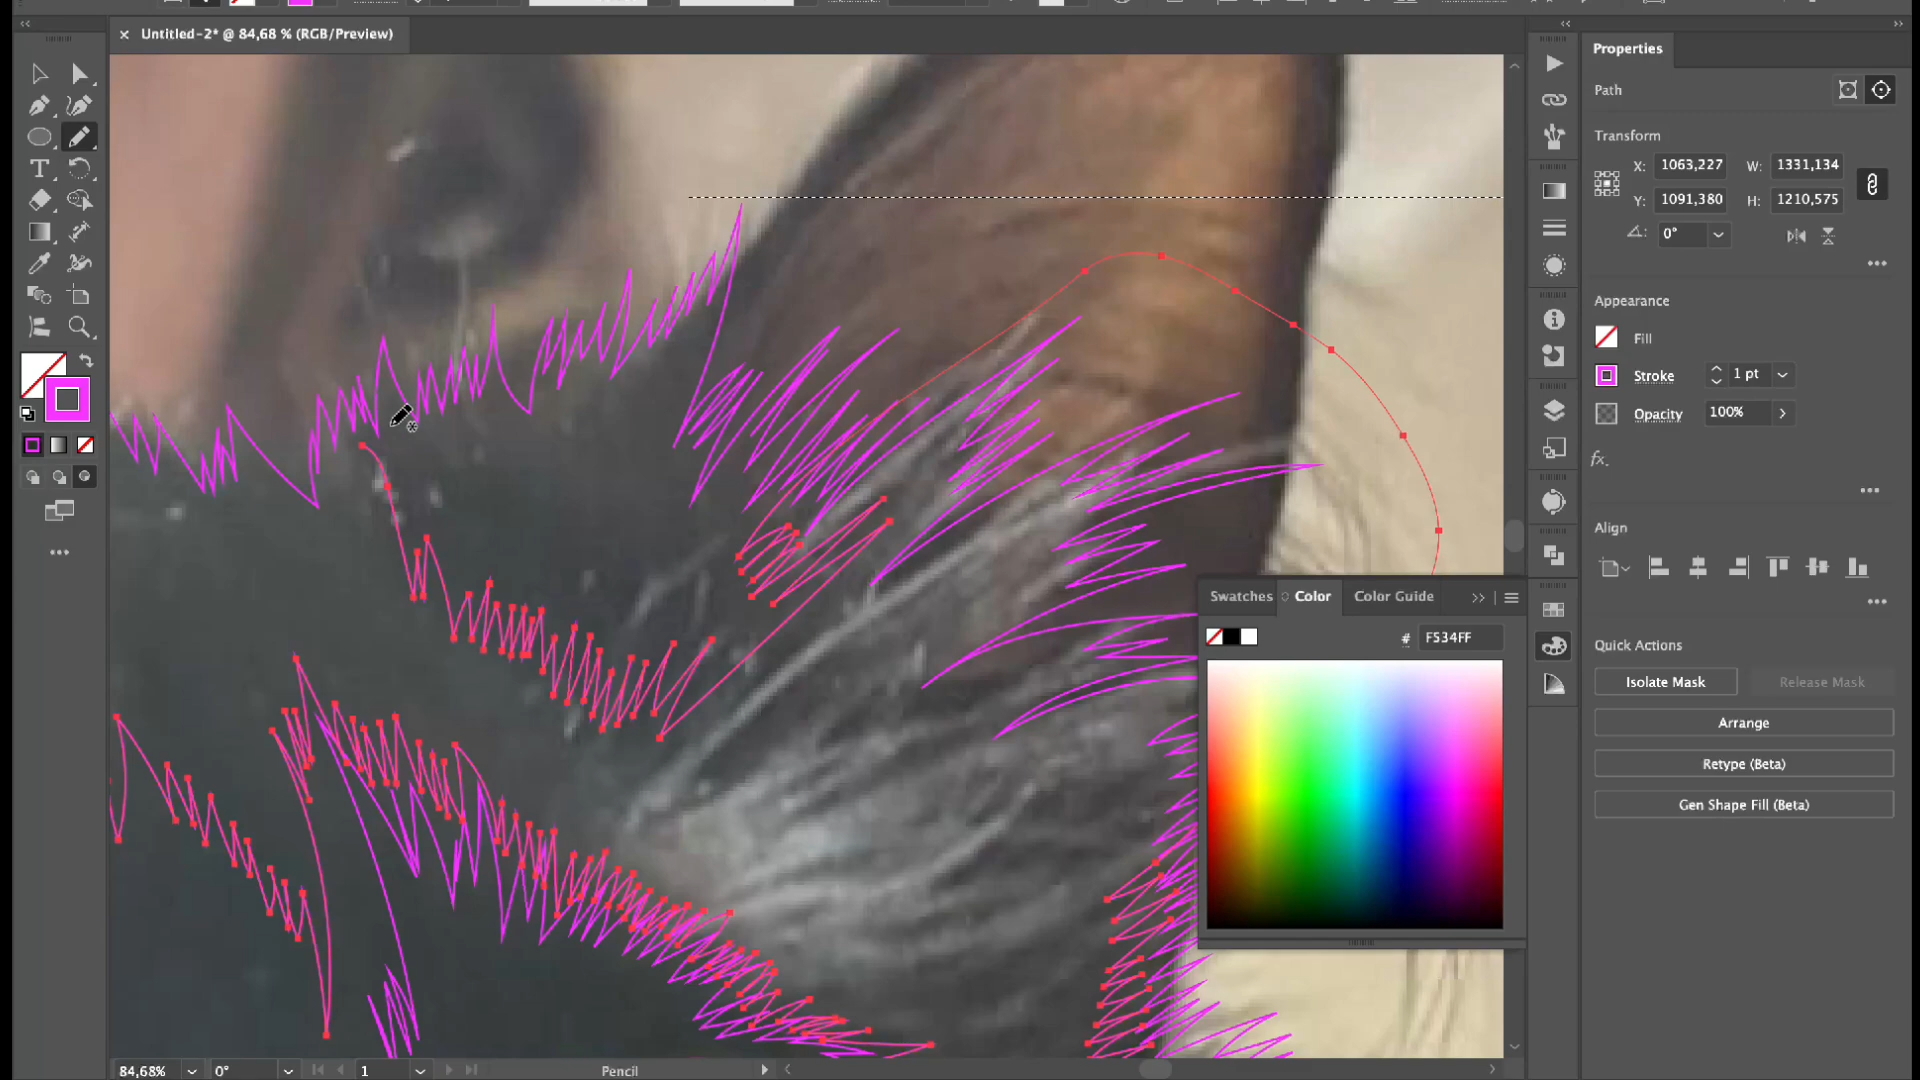 Untitled-2* @ 84,68 % (RGB/Preview)
Properties
Path
Transform
X: 1063,227
W: 1331,134
Y: 1091,380
H: 1210,575
0°
Appearance
Fill
Stroke
1 pt
Opacity
100%
fx.
Align
Quick Actions
Isolate Mask
Release Mask
Arrange
Retype (Beta)
Gen Shape Fill (Beta)
Swatches
Color
Color Guide
# F534FF
84,68%
0°
1
Pencil